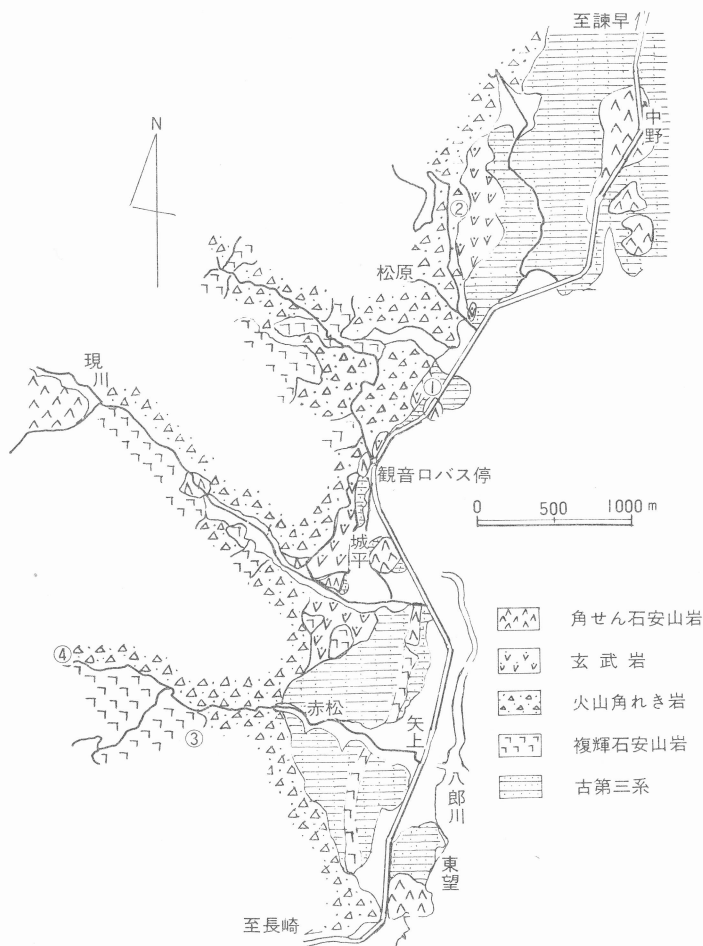 至諫早
中野
N
②
松原
現川
①
観音口バス停
0 500 1000 m
城平
角せん石安山岩
玄武岩
④
火山角れき岩
赤松
矢上
③
複輝石安山岩
八郎川
古第三系
東望
至長崎